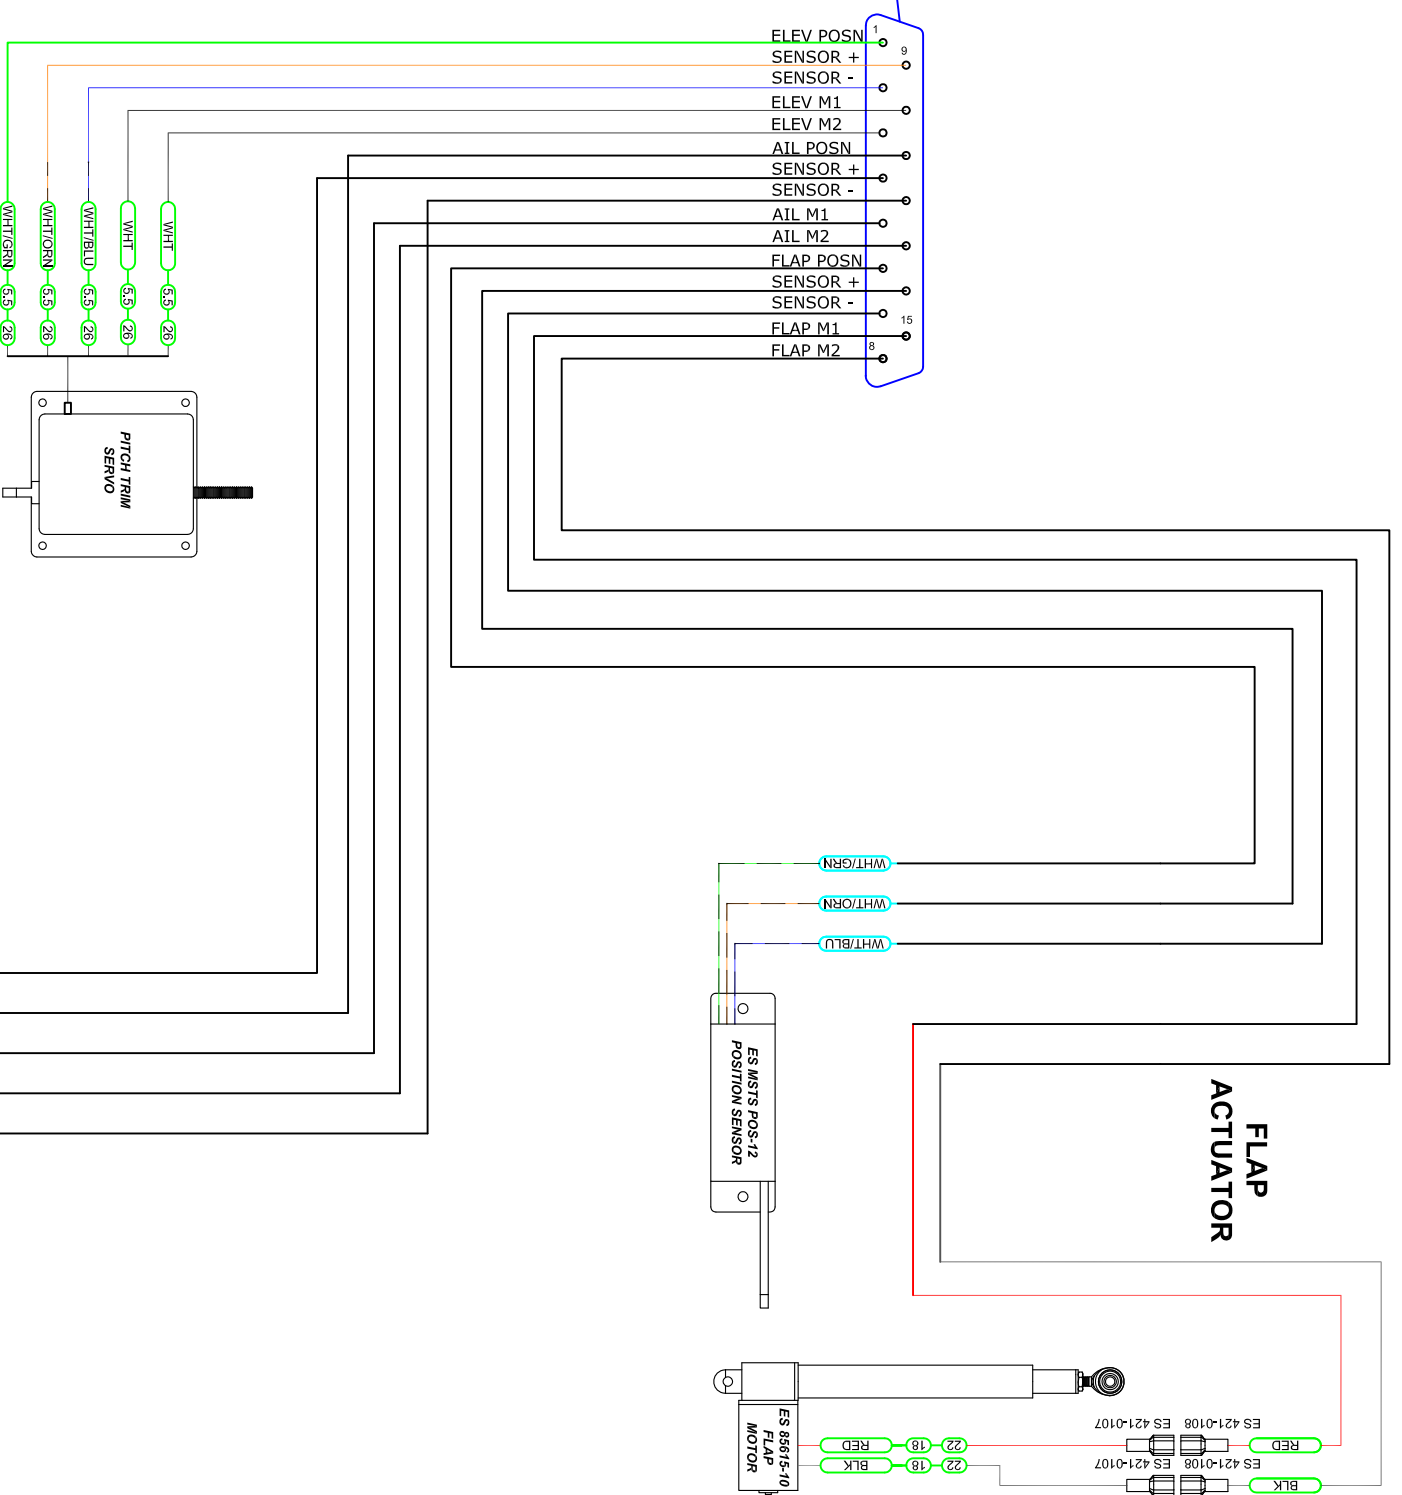 1
ELEV POSN
9
SENSOR +
SENSOR -
ELEV M1
ELEV M2
AIL POSN
SENSOR +
SENSOR -
AIL M1
AIL M2
FLAP POSN
SENSOR +
SENSOR -
15
FLAP M1
8
FLAP M2
WHT/GRN 5.5 26
WHT/ORN 5.5 26
WHT/BLU 5.5 26
WHT 5.5 26
WHT 5.5 26
PITCH TRIM
SERVO
WHT/GRN
WHT/ORN
WHT/BLU
ES MSTS POS-12
POSITION SENSOR
FLAP
ACTUATOR
ES 85615-10
FLAP
MOTOR
RED 18 22
ES 421-0107 ES 421-0108
RED
BLK 18 22
ES 421-0107 ES 421-0108
BLK